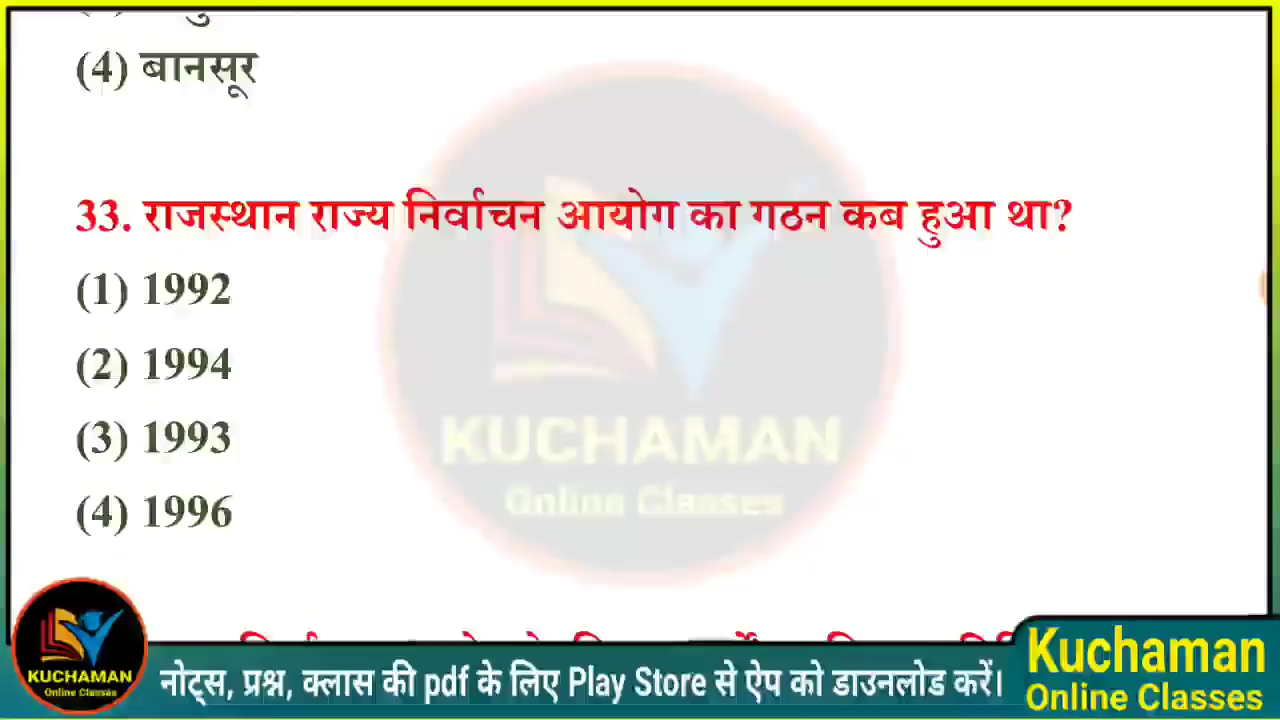 (4) बानसूर
33. राजस्थान राज्य निर्वाचन आयोग का गठन कब हुआ था?
(1) 1992
(2) 1994
(3) 1993
(4) 1996
KUCHAMAN
Online Classes
KUCHAMAN
Online Classes
नोट्स, प्रश्न, क्लास की pdf के लिए Play Store से ऐप को डाउनलोड करें।
Kuchaman
Online Classes